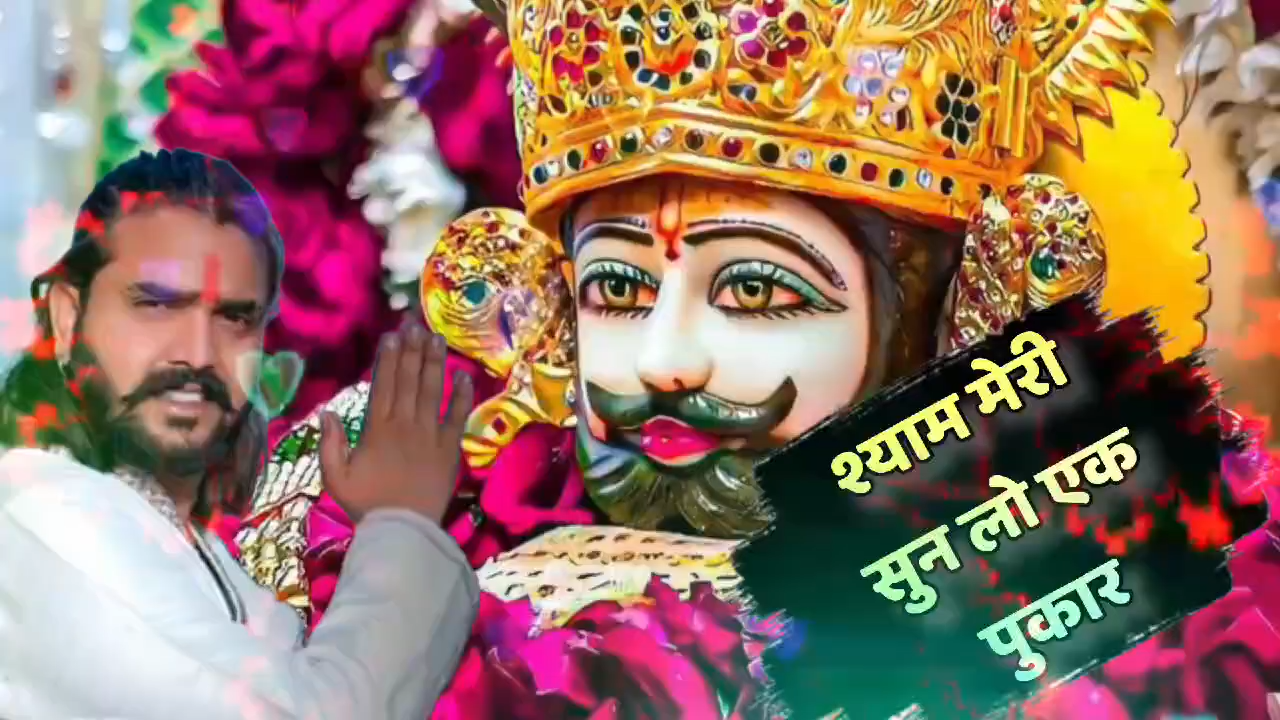 श्याम मेरी
सुन लो एक
पुकार